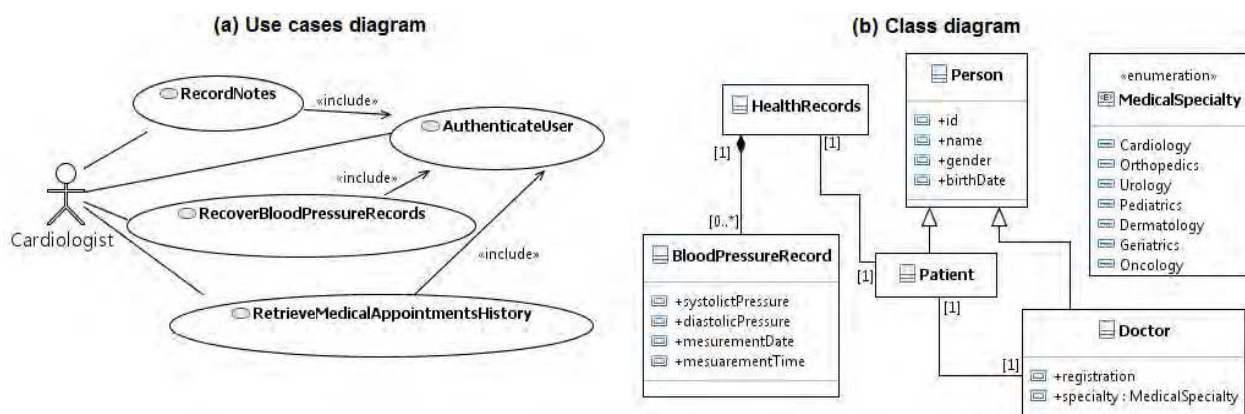 (a) Use cases diagram
RecordNotes
«include»
AuthenticateUser
«include»
RecoverBloodPressureRecords
Cardiologist
«include»
RetrieveMedicalAppointmentsHistory
(b) Class diagram
HealthRecords
[1]
[1]
[0..*]
BloodPressureRecord
+systolictPressure
+diastolicPressure
+mesurementDate
+mesuarementTime
Person
+id
+name
+gender
+birthDate
[1]
Patient
[1]
[1]
Doctor
+registration
+specialty : MedicalSpecialty
«enumeration»
MedicalSpecialty
Cardiology
Orthopedics
Urology
Pediatrics
Dermatology
Geriatrics
Oncology